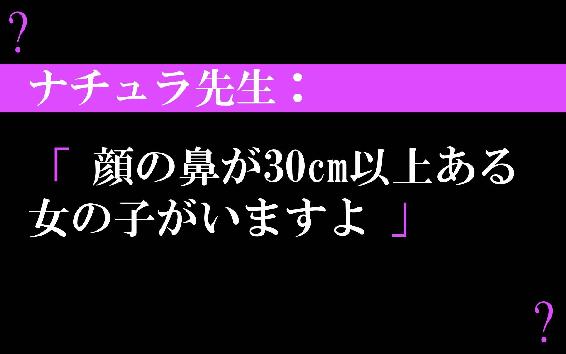 ?
ナチュラ先生：
「 顔の鼻が30cm以上ある
女の子がいますよ 」
?